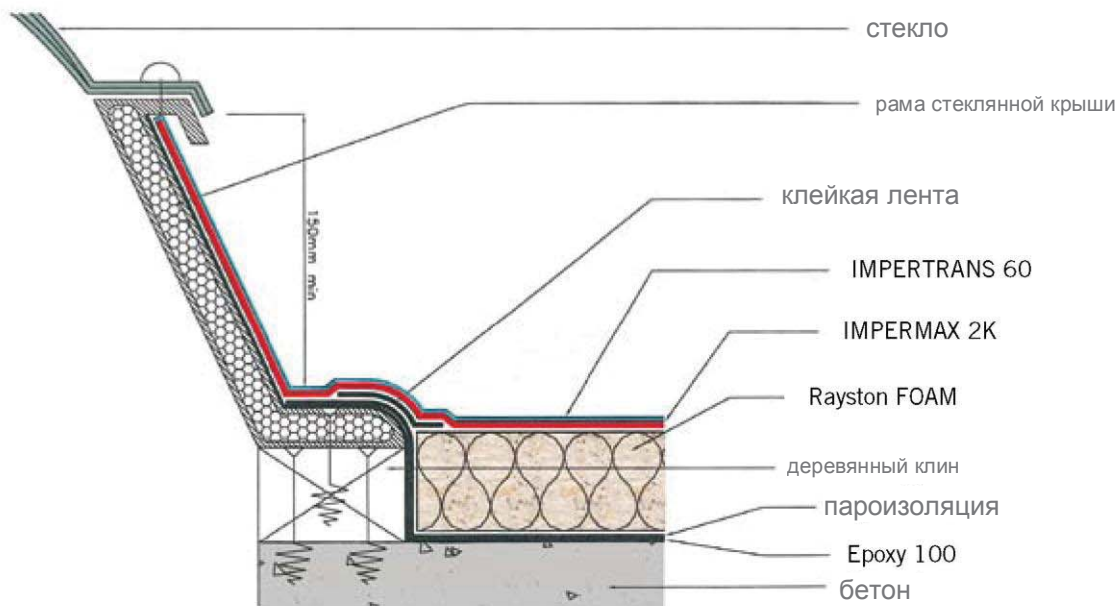 стекло
рама стеклянной крыши
150mm min
клейкая лента
IMPERTRANS 60
IMPERMAX 2K
Rayston FOAM
деревянный клин
пароизоляция
Epoxy 100
бетон